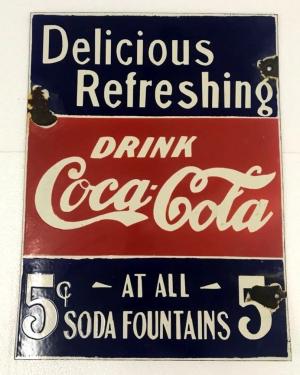 Delicious
Refreshing
DRINK
Coca-Cola
5¢ - AT ALL - 5
SODA FOUNTAINS